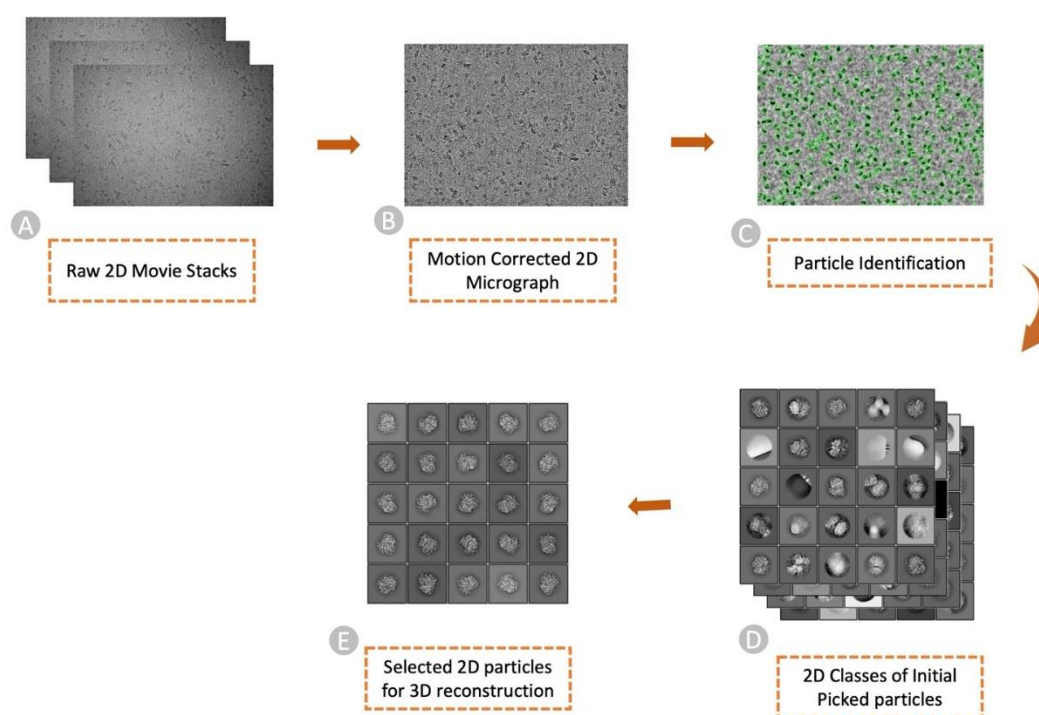 A
Raw 2D Movie Stacks
B
Motion Corrected 2D
Micrograph
C
Particle Identification
E
Selected 2D particles
for 3D reconstruction
D
2D Classes of Initial
Picked particles